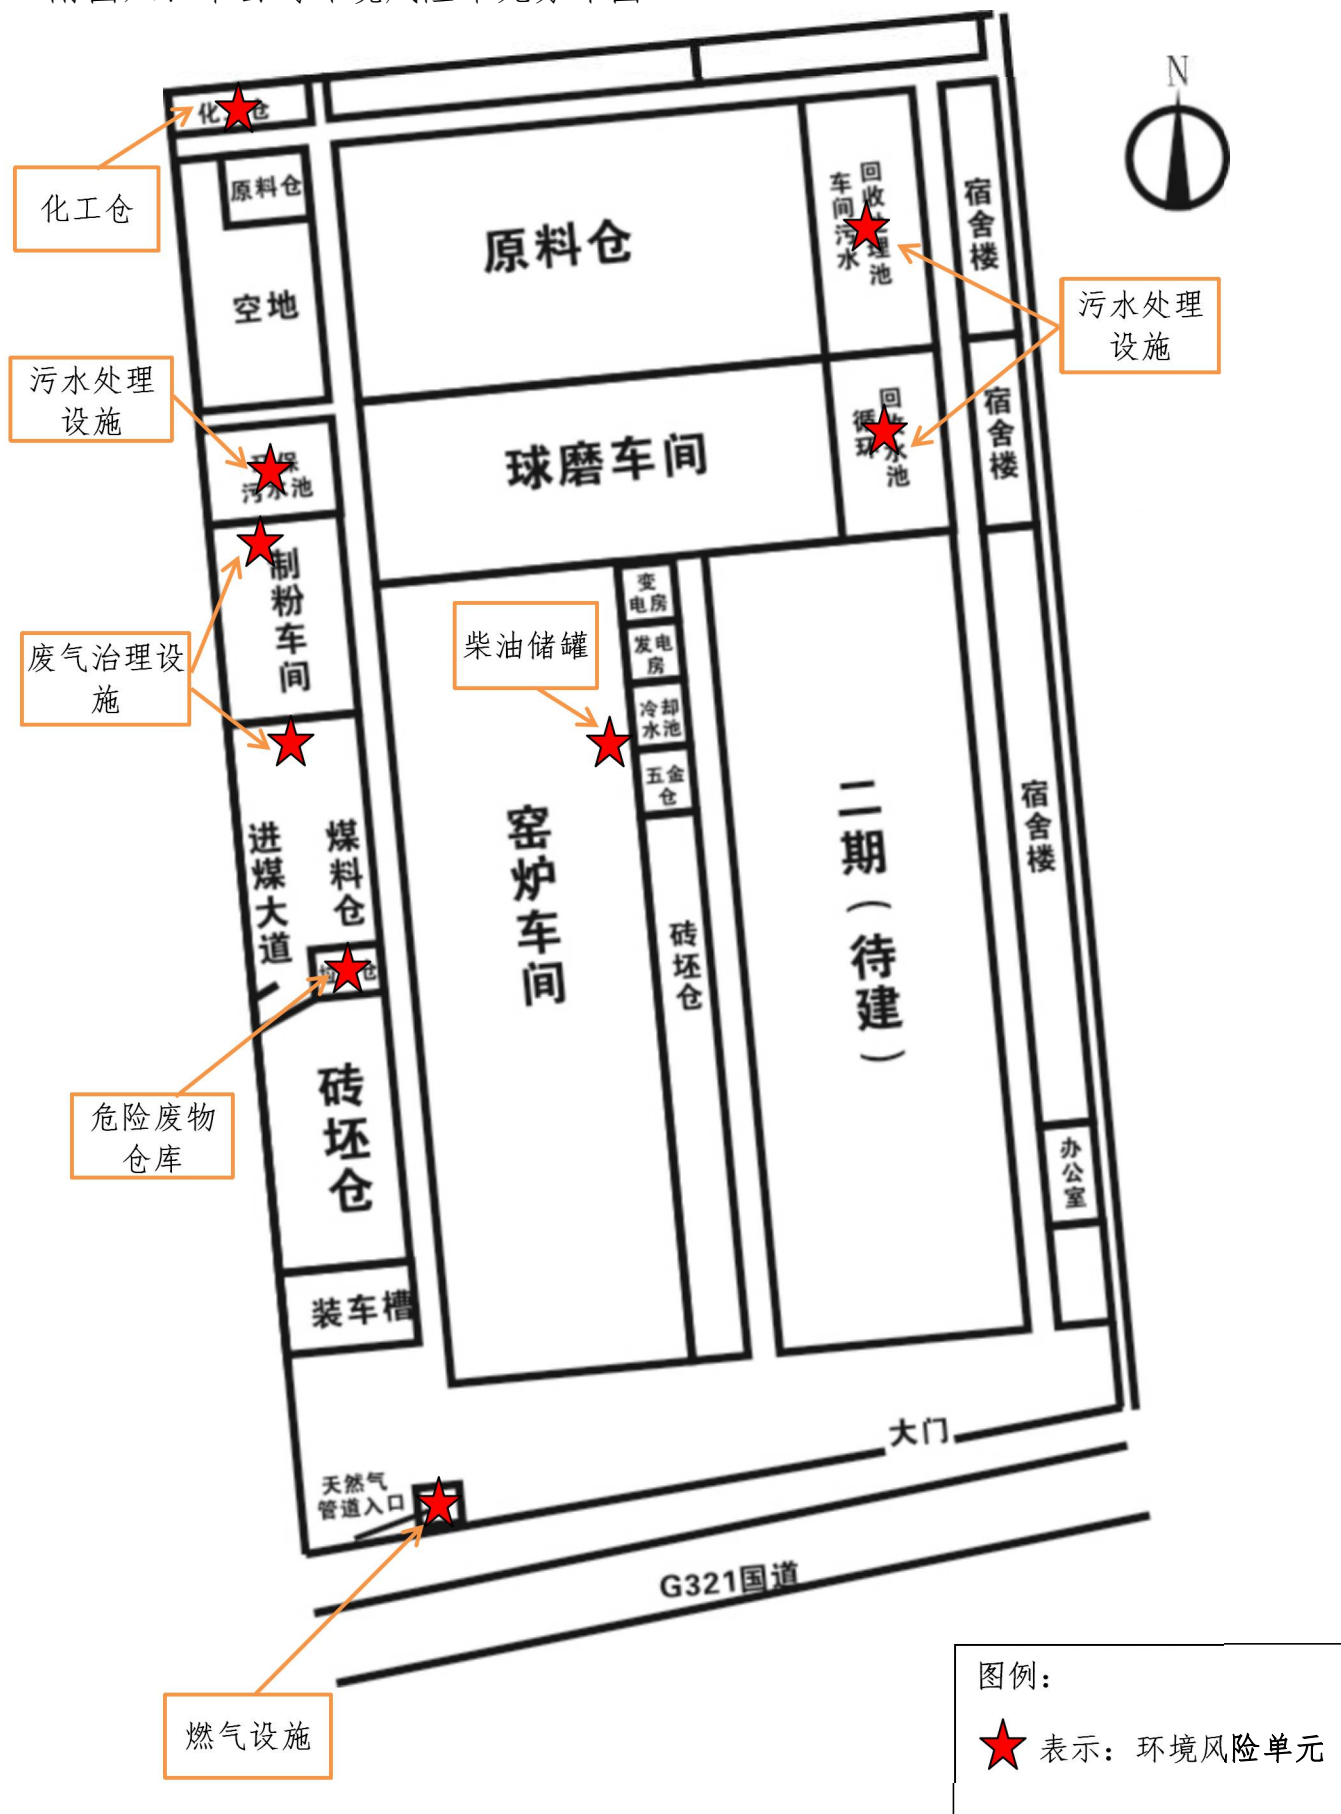 N
化仓
化工仓
原料仓
空地
原料仓
车间污水
回收处理池
宿舍楼
污水处理
设施
污水处理
设施
环保
污水池
球磨车间
循环
回收水池
宿舍楼
制粉车间
废气治理设
施
柴油储罐
变
电房
发电
房
冷却
水池
五金
仓
进煤大道
煤料仓
窑炉车间
砖坯仓
二期（待建）
宿舍楼
仓
危险废物
仓库
砖坯仓
办公室
装车槽
大门
天然气
管道入口
G321国道
燃气设施
图例：
表示：环境风险单元